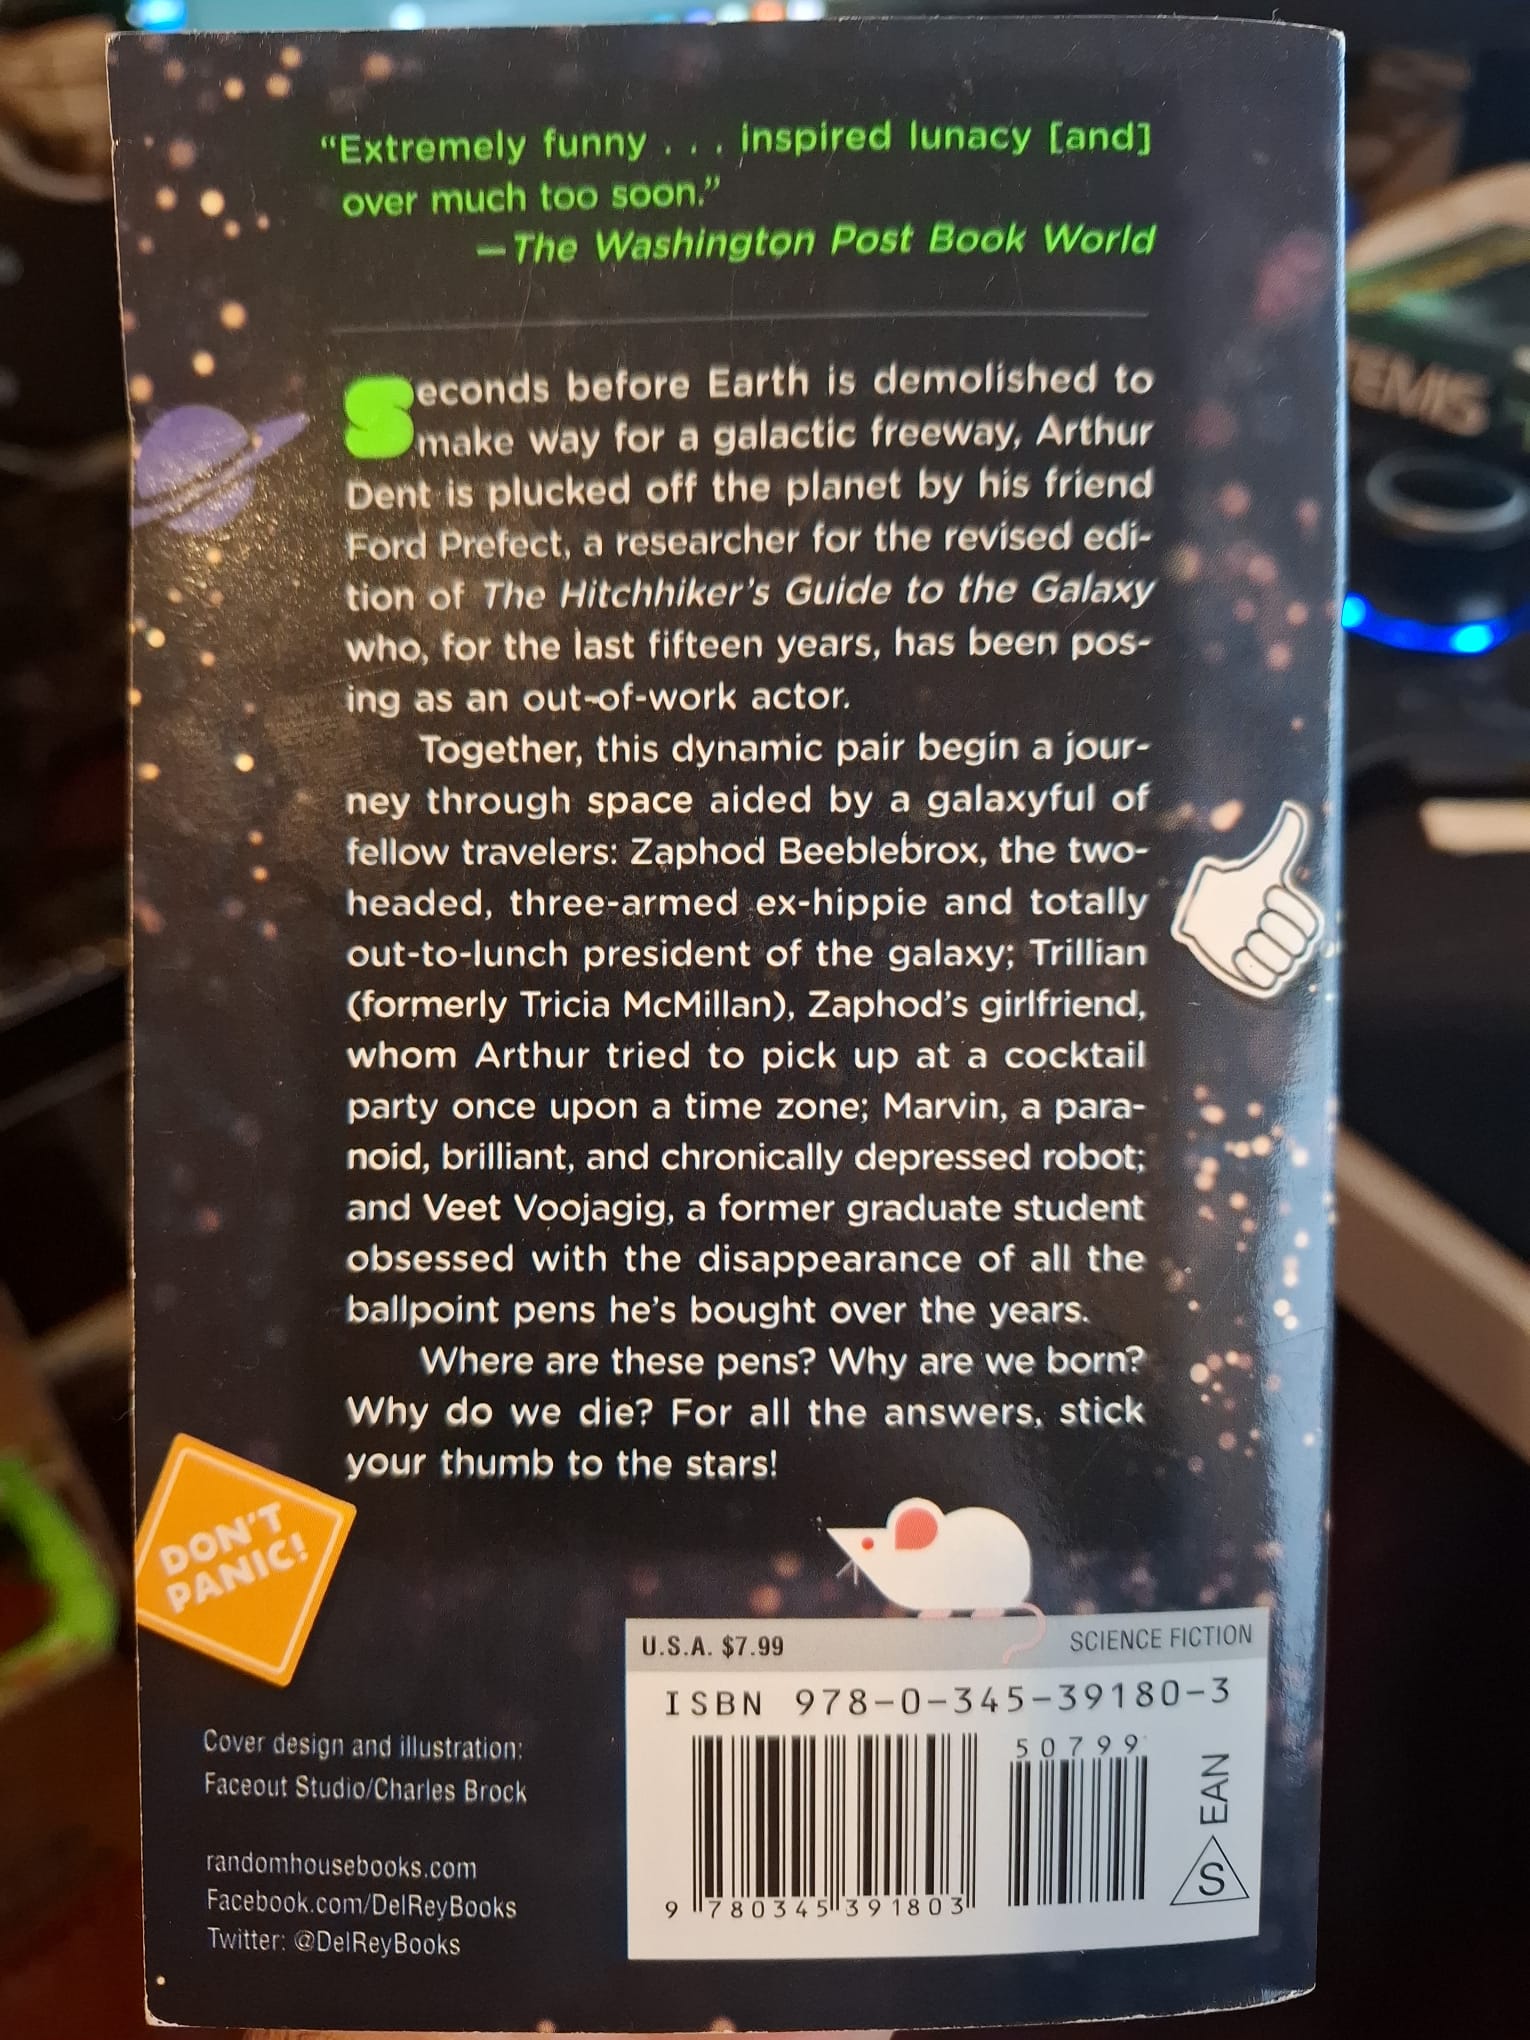 “Extremely funny . . . inspired lunacy [and]
over much too soon.”
—The Washington Post Book World
Seconds before Earth is demolished to
make way for a galactic freeway, Arthur
Dent is plucked off the planet by his friend
Ford Prefect, a researcher for the revised edi-
tion of The Hitchhiker’s Guide to the Galaxy
who, for the last fifteen years, has been pos-
ing as an out-of-work actor.
Together, this dynamic pair begin a jour-
ney through space aided by a galaxyful of
fellow travelers: Zaphod Beeblebrox, the two-
headed, three-armed ex-hippie and totally
out-to-lunch president of the galaxy; Trillian
(formerly Tricia McMillan), Zaphod’s girlfriend,
whom Arthur tried to pick up at a cocktail
party once upon a time zone; Marvin, a para-
noid, brilliant, and chronically depressed robot;
and Veet Voojagig, a former graduate student
obsessed with the disappearance of all the
ballpoint pens he’s bought over the years.
Where are these pens? Why are we born?
Why do we die? For all the answers, stick
your thumb to the stars!
DON'T
PANIC!
U.S.A. $7.99 SCIENCE FICTION
ISBN 978-0-345-39180-3
50799
EAN
S
9 780345 391803
Cover design and illustration:
Faceout Studio/Charles Brock
randomhousebooks.com
Facebook.com/DelReyBooks
Twitter: @DelReyBooks